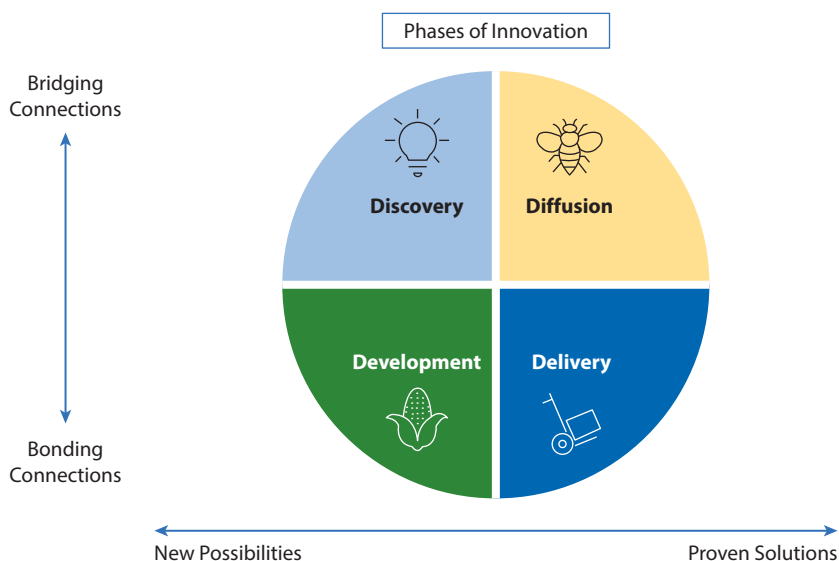 Phases of Innovation
Bridging
Connections
Discovery
Diffusion
Development
Delivery
Bonding
Connections
New Possibilities
Proven Solutions